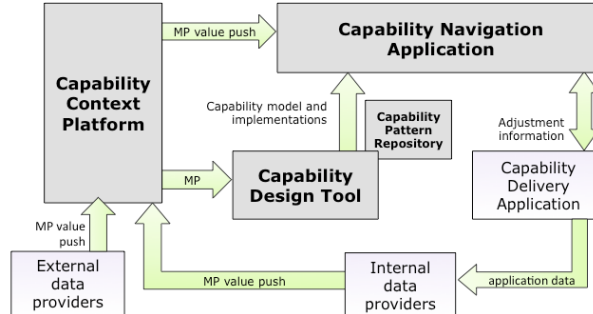 MP value push
Capability Navigation
Application
Capability
Context
Platform
Capability model and
implementations
Capability
Pattern
Repository
Adjustment
information
MP
Capability
Design Tool
Capability
Delivery
Application
MP value
push
External
data
providers
MP value push
Internal
data
providers
application data